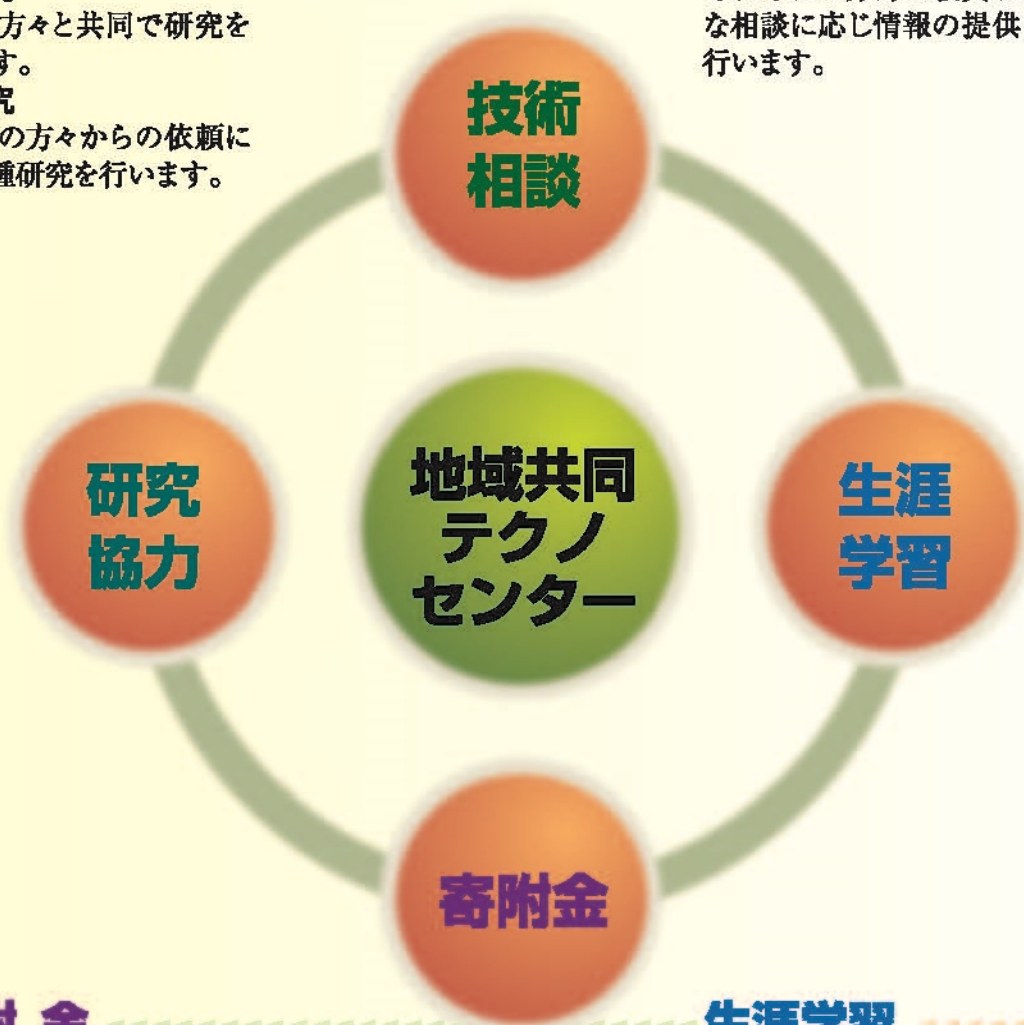 方々と共同で研究を
す。
究
の方々からの依頼に
種研究を行います。
な相談に応じ情報の提供
行います。
技術
相談
研究
協力
地域共同
テクノ
センター
生涯
学習
寄附金
附 金
生涯学習